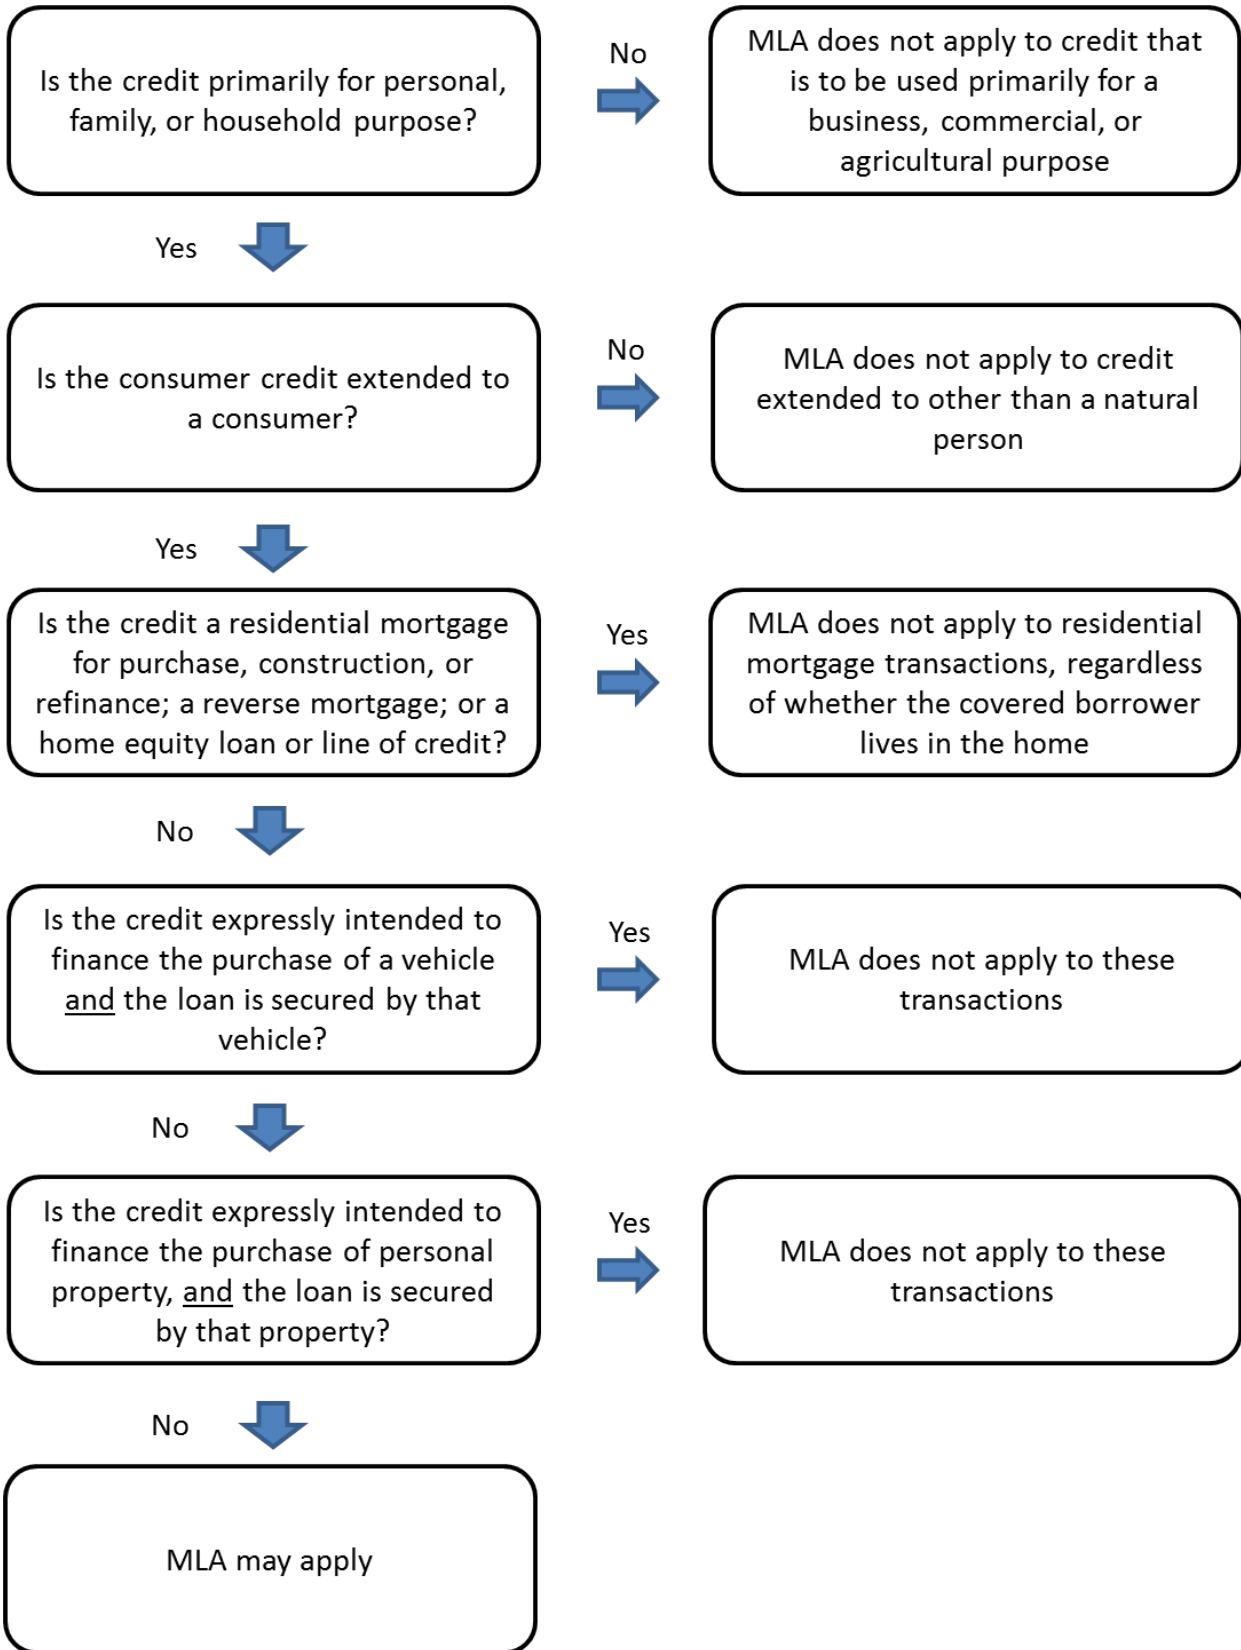 Is the credit primarily for personal,
family, or household purpose?
No
MLA does not apply to credit that
is to be used primarily for a
business, commercial, or
agricultural purpose
Yes
Is the consumer credit extended to
a consumer?
No
MLA does not apply to credit
extended to other than a natural
person
Yes
Is the credit a residential mortgage
for purchase, construction, or
refinance; a reverse mortgage; or a
home equity loan or line of credit?
Yes
MLA does not apply to residential
mortgage transactions, regardless
of whether the covered borrower
lives in the home
No
Is the credit expressly intended to
finance the purchase of a vehicle
and the loan is secured by that
vehicle?
Yes
MLA does not apply to these
transactions
No
Is the credit expressly intended to
finance the purchase of personal
property, and the loan is secured
by that property?
Yes
MLA does not apply to these
transactions
No
MLA may apply